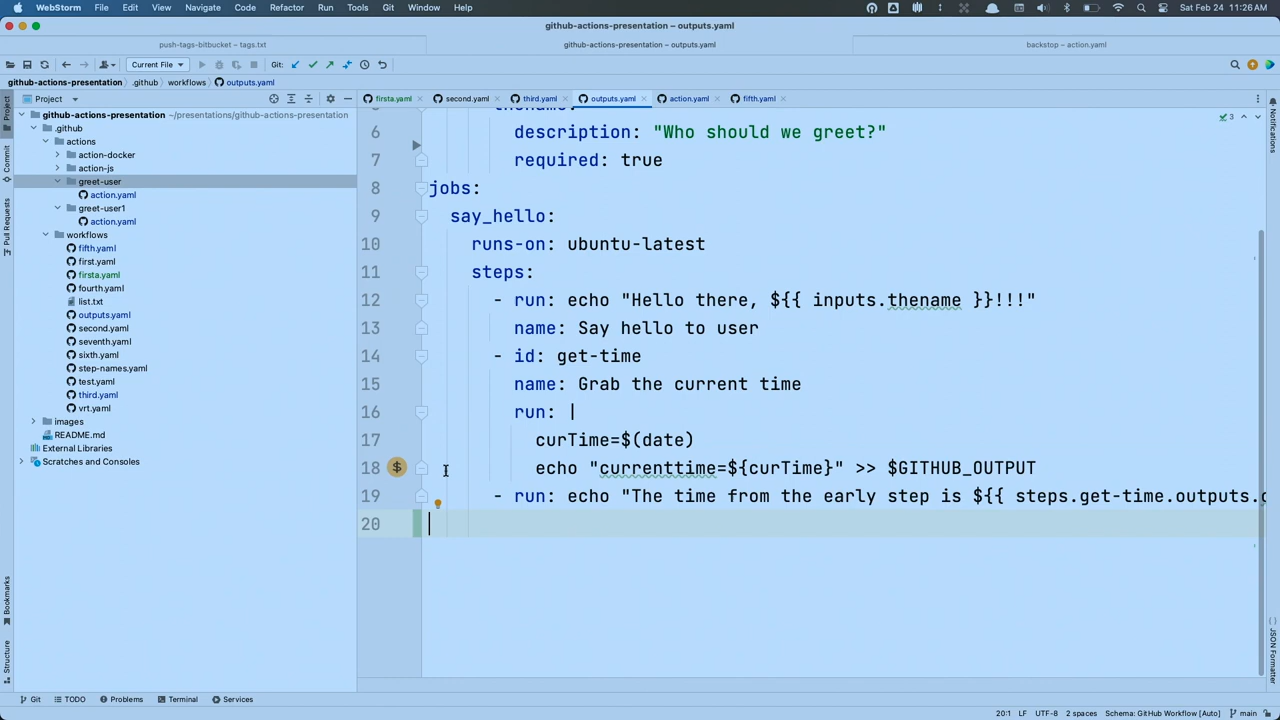 WebStorm File Edit View Navigate Code Refactor Run Tools Git Window Help Sat Feb 24 11:26 AM
github-actions-presentation – outputs.yaml
push-tags-bitbucket – tags.txt github-actions-presentation – outputs.yaml backstop – action.yaml
Current File Git:
github-actions-presentation .github workflows outputs.yaml
Project firsta.yaml second.yaml third.yaml outputs.yaml action.yaml fifth.yaml
github-actions-presentation ~/presentations/github-actions-presentation
.github
actions
action-docker
action-js
greet-user
action.yaml
greet-user1
action.yaml
workflows
fifth.yaml
first.yaml
firsta.yaml
fourth.yaml
list.txt
outputs.yaml
second.yaml
seventh.yaml
sixth.yaml
step-names.yaml
test.yaml
third.yaml
vrt.yaml
images
README.md
External Libraries
Scratches and Consoles
Project
Commit
Pull Requests
Bookmarks
Structure
6 description: "Who should we greet?"
7 required: true
8 jobs:
9 say_hello:
10 runs-on: ubuntu-latest
11 steps:
12 - run: echo "Hello there, ${{ inputs.thename }}!!!"
13 name: Say hello to user
14 - id: get-time
15 name: Grab the current time
16 run: |
17 curTime=$(date)
18 echo "currenttime=${curTime}" >> $GITHUB_OUTPUT
19 - run: echo "The time from the early step is ${{ steps.get-time.outputs.
20
3
Notifications
JSON Formatter
Git TODO Problems Terminal Services
20:1 LF UTF-8 2 spaces Schema: GitHub Workflow [Auto] main